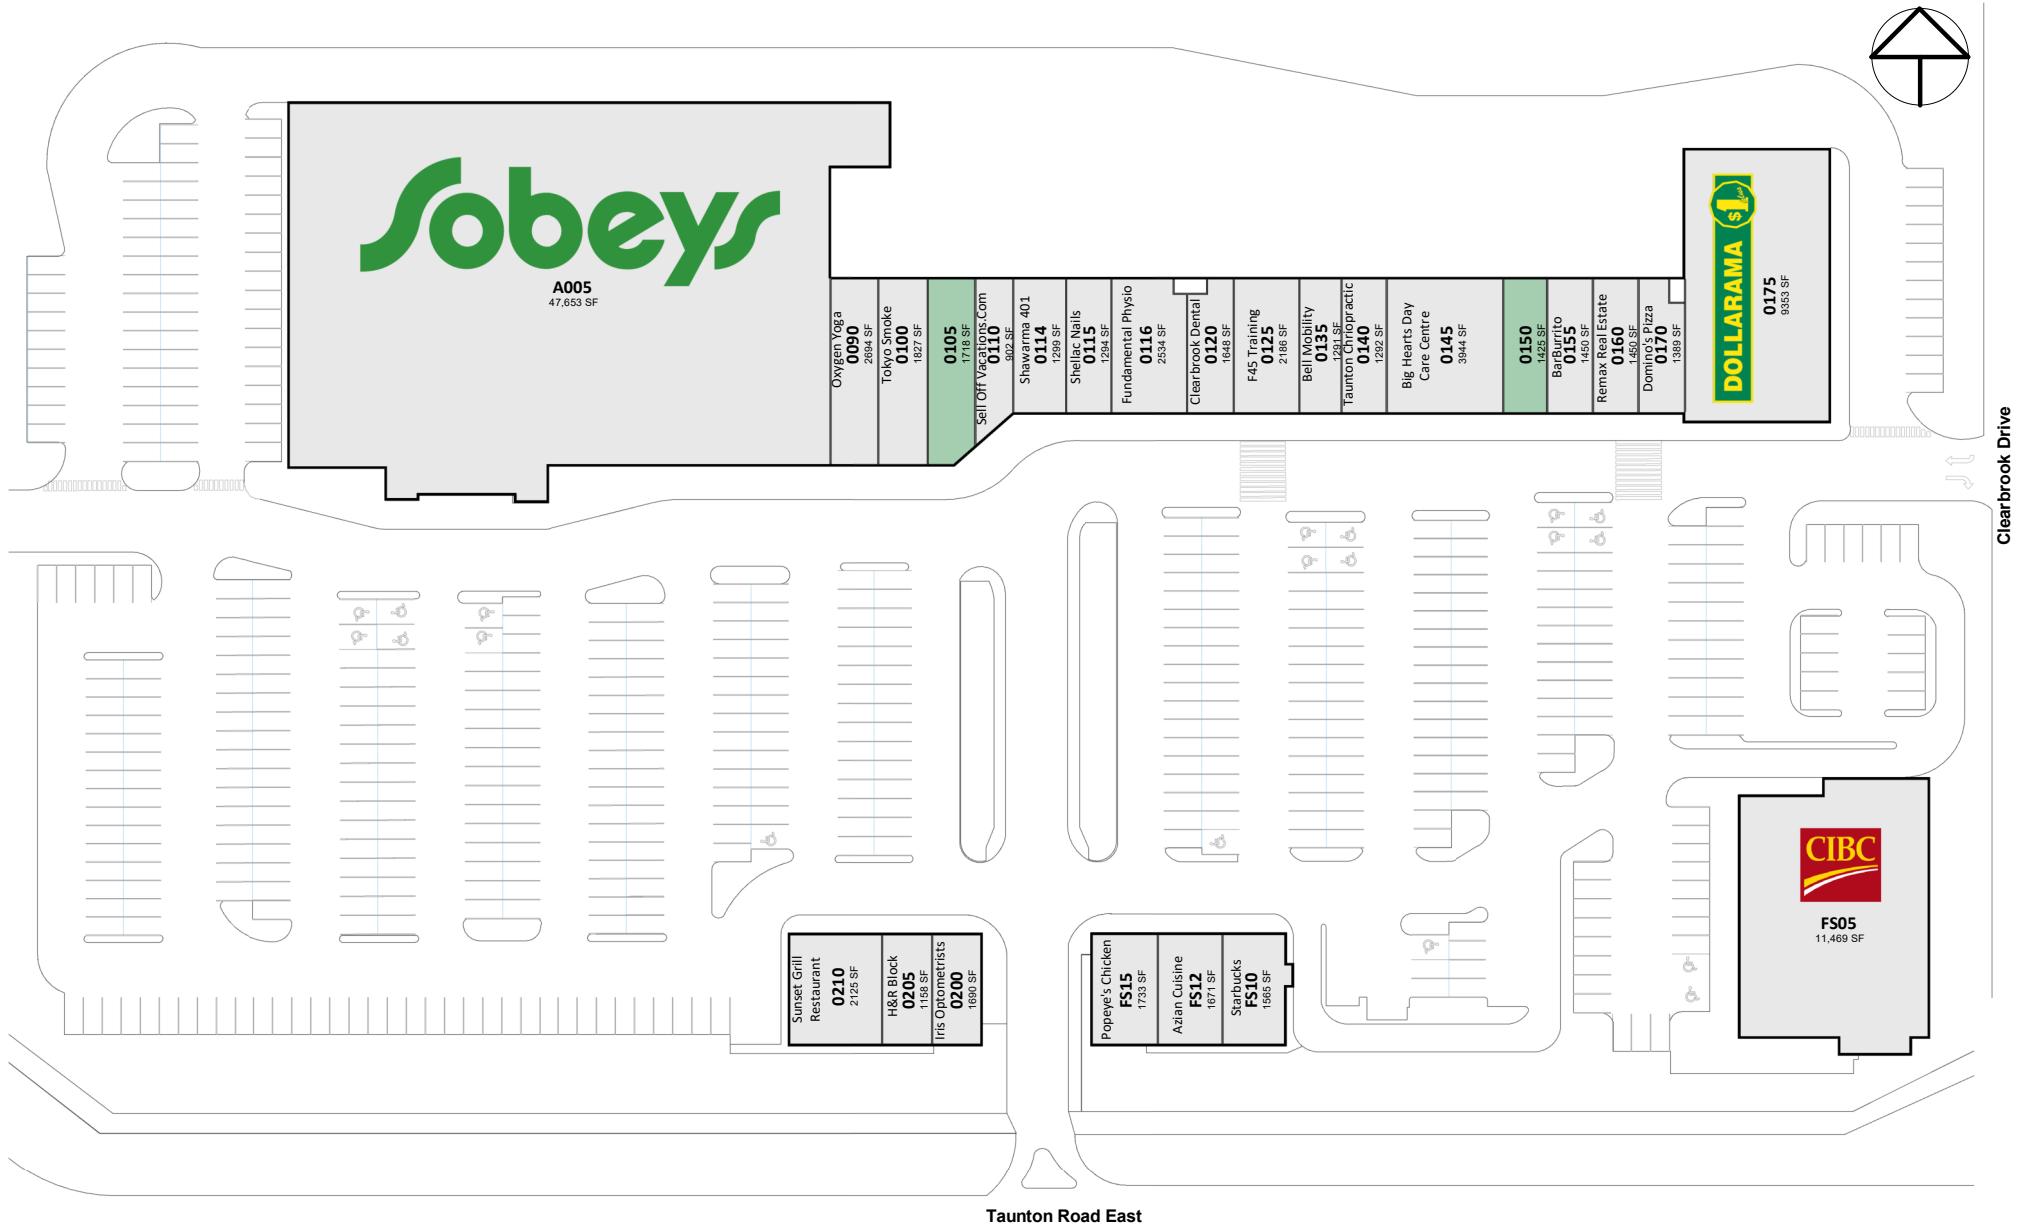 Sobeys
A005
47,653 SF
Oxygen Yoga
0090
2694 SF
Tokyo Smoke
0100
1827 SF
0105
1718 SF
Sell Off Vacations.Com
0110
902 SF
Shawarma 401
0114
1299 SF
Shellac Nails
0115
1294 SF
Fundamental Physio
0116
2534 SF
Clearbrook Dental
0120
1648 SF
F45 Training
0125
2186 SF
Bell Mobility
0135
1291 SF
Taunton Chriopractic
0140
1292 SF
Big Hearts Day
Care Centre
0145
3944 SF
0150
1425 SF
BarBurrito
0155
1450 SF
Remax Real Estate
0160
1450 SF
Domino's Pizza
0170
1389 SF
DOLLARAMA $1
0175
9353 SF
Clearbrook Drive
CIBC
FS05
11,469 SF
Sunset Grill
Restaurant
0210
2125 SF
H&R Block
0205
1158 SF
Iris Optometrists
0200
1690 SF
Popeye's Chicken
FS15
1733 SF
Azian Cuisine
FS12
1671 SF
Starbucks
FS10
1565 SF
Taunton Road East